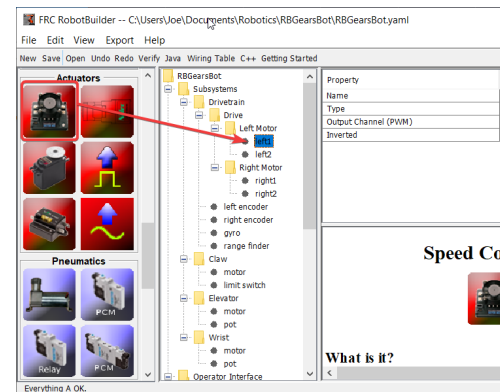 FRC RobotBuilder -- C:\Users\Joe\Documents\Robotics\RBGearsBot\RBGearsBot.yaml
File Edit View Export Help
New Save Open Undo Redo Verify Java Wiring Table C++ Getting Started
Actuators
Pneumatics
PCM
Relay
PCM
RBGearsBot
Subsystems
Drivetrain
Drive
Left Motor
left1
left2
Right Motor
right1
right2
left encoder
right encoder
gyro
range finder
Claw
motor
limit switch
Elevator
motor
pot
Wrist
motor
pot
Operator Interface
Property
Name
Type
Output Channel (PWM)
Inverted
Speed Co
What is it?
Everything A OK.